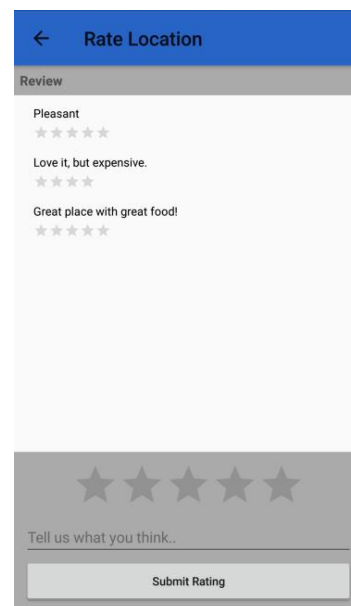 Rate Location
Review
Pleasant
Love it, but expensive.
Great place with great food!
Tell us what you think..
Submit Rating